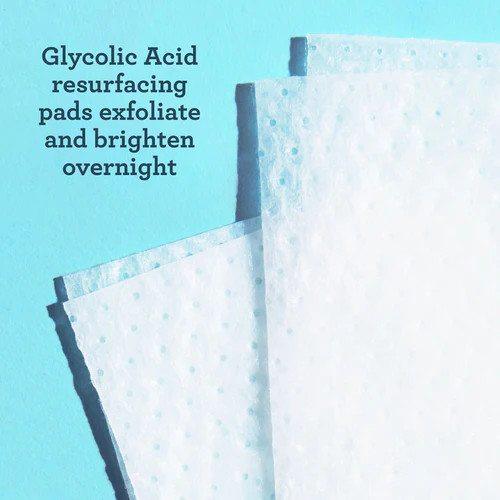 Glycolic Acid
resurfacing
pads exfoliate
and brighten
overnight